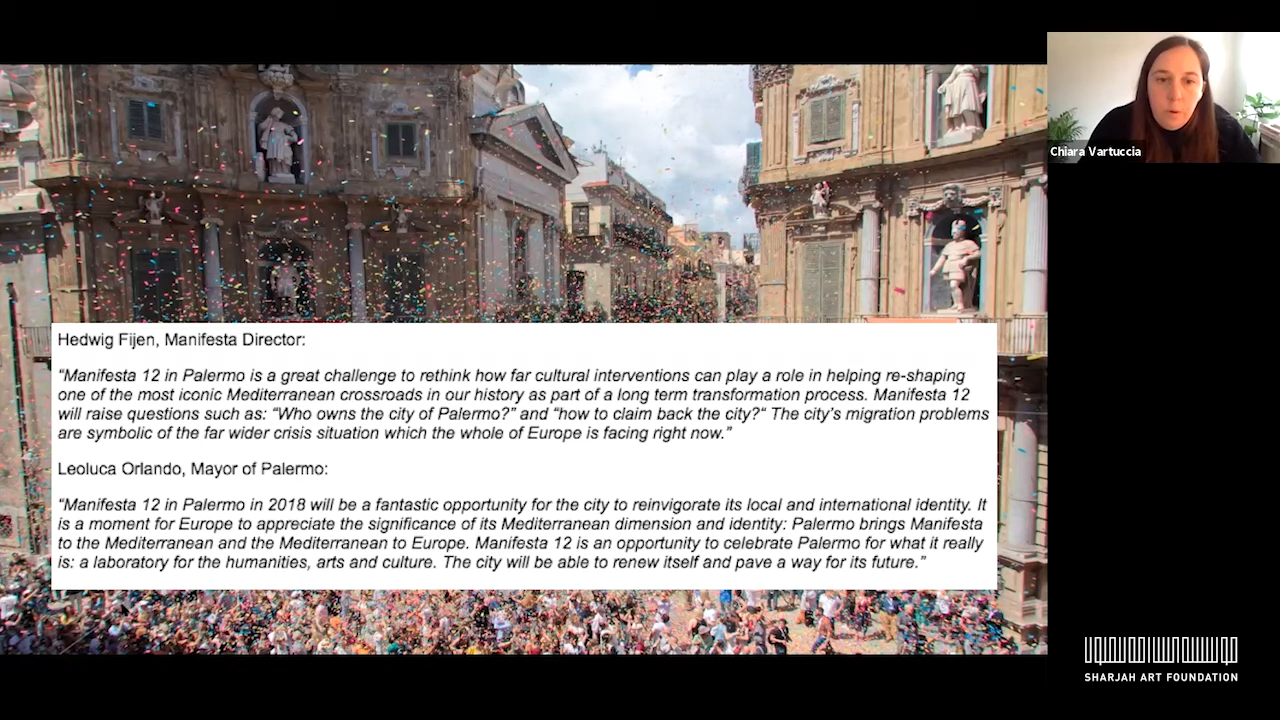 Chiara Vartuccia
Hedwig Fijen, Manifesta Director:
“Manifesta 12 in Palermo is a great challenge to rethink how far cultural interventions can play a role in helping re-shaping
one of the most iconic Mediterranean crossroads in our history as part of a long term transformation process. Manifesta 12
will raise questions such as: “Who owns the city of Palermo?” and “how to claim back the city?“ The city’s migration problems
are symbolic of the far wider crisis situation which the whole of Europe is facing right now.”
Leoluca Orlando, Mayor of Palermo:
“Manifesta 12 in Palermo in 2018 will be a fantastic opportunity for the city to reinvigorate its local and international identity. It
is a moment for Europe to appreciate the significance of its Mediterranean dimension and identity: Palermo brings Manifesta
to the Mediterranean and the Mediterranean to Europe. Manifesta 12 is an opportunity to celebrate Palermo for what it really
is: a laboratory for the humanities, arts and culture. The city will be able to renew itself and pave a way for its future.”
SHARJAH ART FOUNDATION